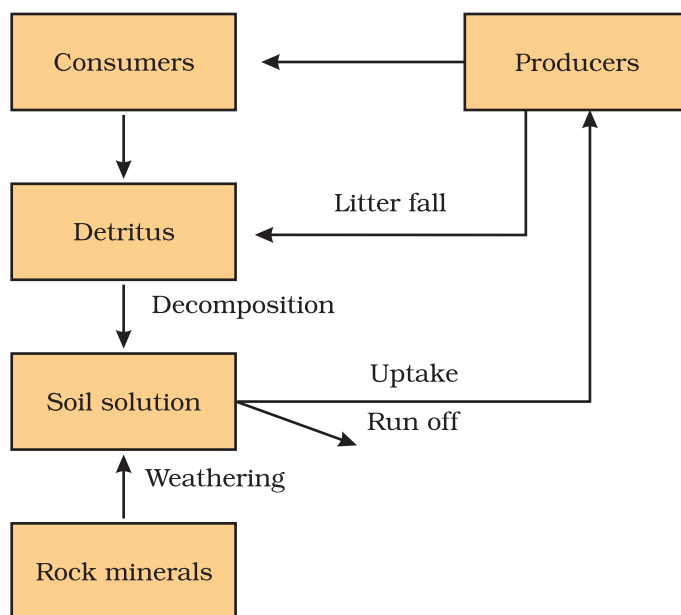 Consumers
Producers
Litter fall
Detritus
Decomposition
Uptake
Soil solution
Run off
Weathering
Rock minerals